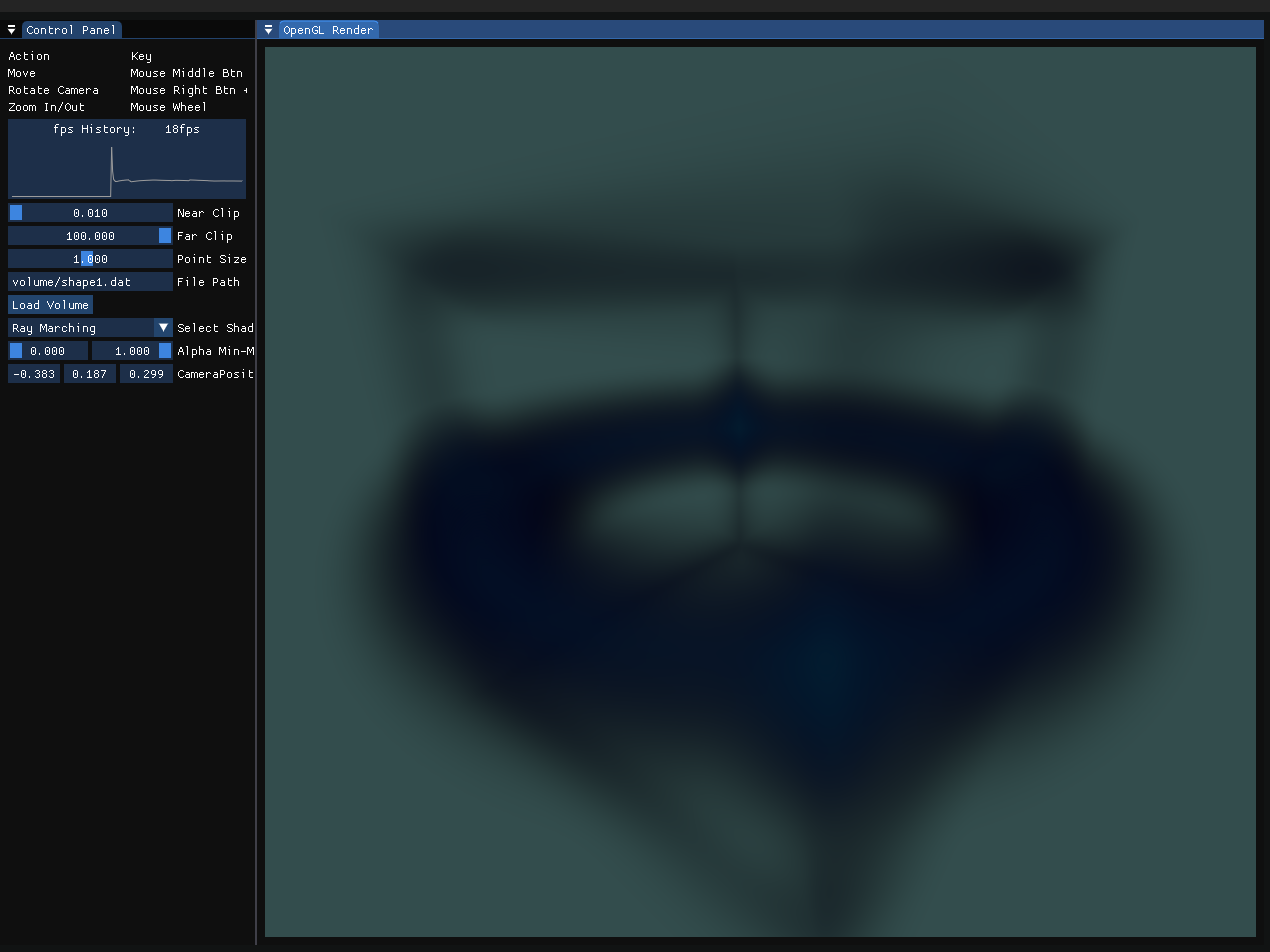 Control Panel
OpenGL Render
Action Key
Move Mouse Middle Btn
Rotate Camera Mouse Right Btn +
Zoom In/Out Mouse Wheel
fps History: 18fps
0.010 Near Clip
100.000 Far Clip
1.000 Point Size
volume/shape1.dat File Path
Load Volume
Ray Marching Select Shad
0.000 1.000 Alpha Min-M
-0.383 0.187 0.299 CameraPosit